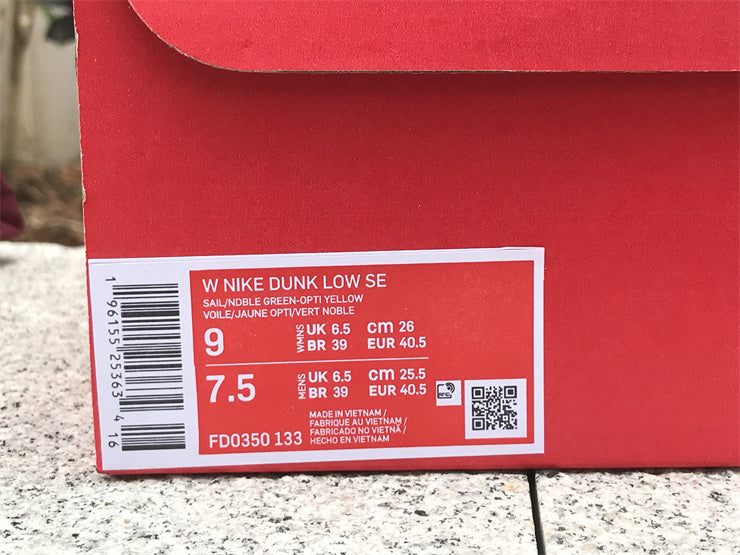 W NIKE DUNK LOW SE
SAIL/NDBLE GREEN-OPTI YELLOW
VOILE/JAUNE OPTI/VERT NOBLE
9 WMNS UK 6.5 cm 26
BR 39 EUR 40.5
7.5 MENS UK 6.5 cm 25.5
BR 39 EUR 40.5
RFID
MADE IN VIETNAM /
FABRIQUE AU VIETNAM /
FABRICADO NO VIETNÃ /
HECHO EN VIETNAM
FD0350 133
1 96155 25363 4 16